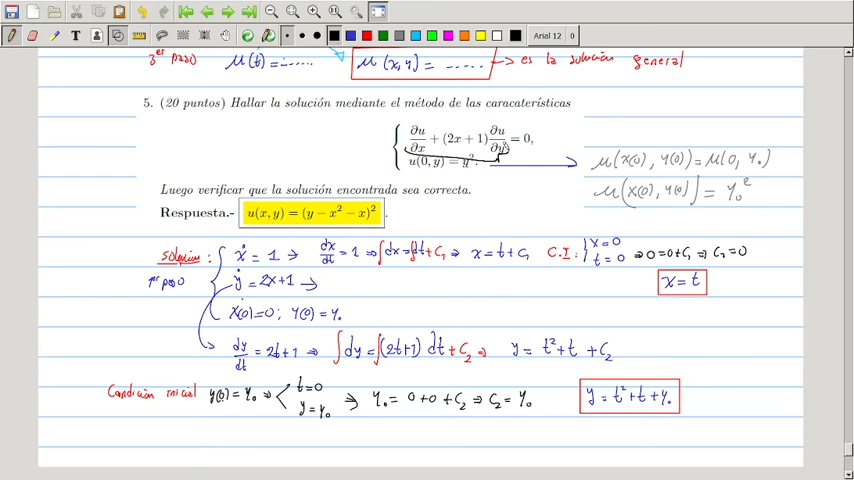 Arial 12 0
3er paso μ(t) = ...... μ(x,y) = ..... → es la solución general
5. (20 puntos) Hallar la solución mediante el método de las caracaterísticas
∂u/∂x + (2x + 1) ∂u/∂y = 0,
u(0, y) = y².
μ(x(0), y(0)) = μ(0, y₀)
μ(x(0), y(0)) = y₀²
Luego verificar que la solución encontrada sea correcta.
Respuesta.- u(x, y) = (y − x² − x)²
solución: ẋ = 1 → dx/dt = 1 ⇒ ∫dx = ∫dt + C₁ ⇒ x = t + C₁ C.I: { x=0 t=0 ⇒ 0=0+C₁ ⇒ C₁=0
1er paso ẏ = 2x+1 → x = t
x(0)=0; y(0)=y₀
dy/dt = 2t+1 ⇒ ∫dy = ∫(2t+1) dt + C₂ ⇒ y = t² + t + C₂
Condición inicial y(0) = y₀ ⇒ t=0 y=y₀ ⇒ y₀ = 0+0+C₂ ⇒ C₂ = y₀ y = t²+t+y₀